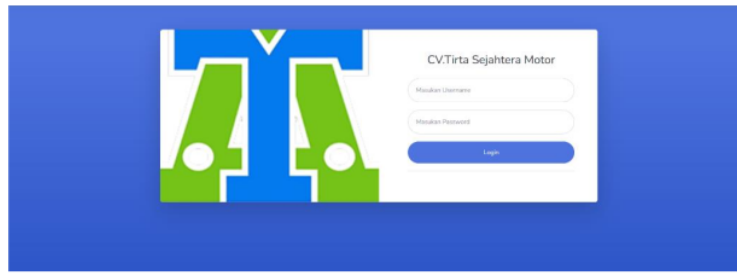 CV.Tirta Sejahtera Motor
Masukan Username
Masukan Password
Login